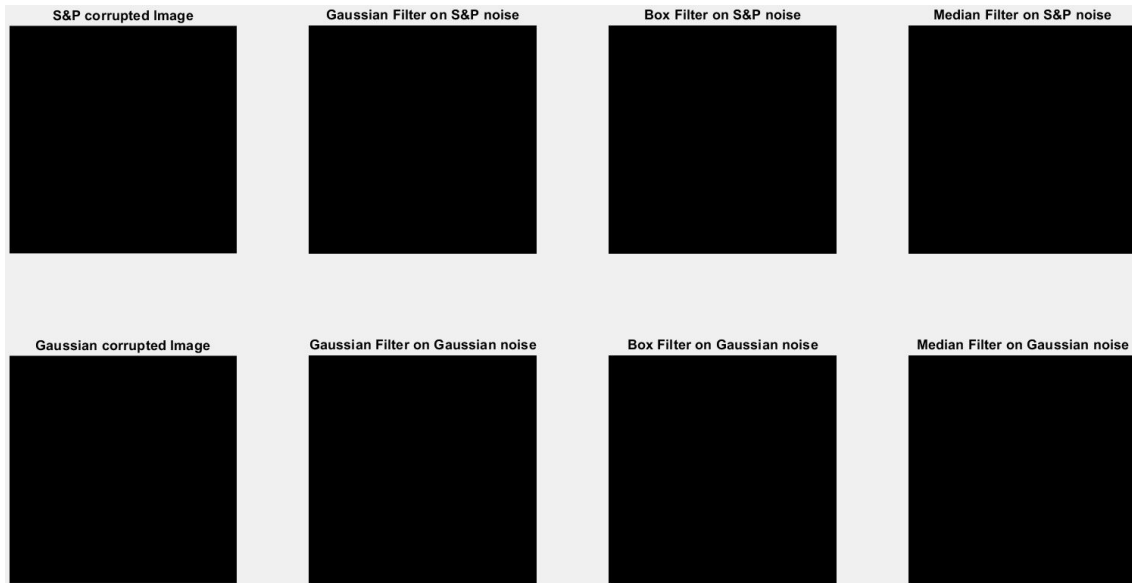 S&P corrupted Image
Gaussian Filter on S&P noise
Box Filter on S&P noise
Median Filter on S&P noise
Gaussian corrupted Image
Gaussian Filter on Gaussian noise
Box Filter on Gaussian noise
Median Filter on Gaussian noise